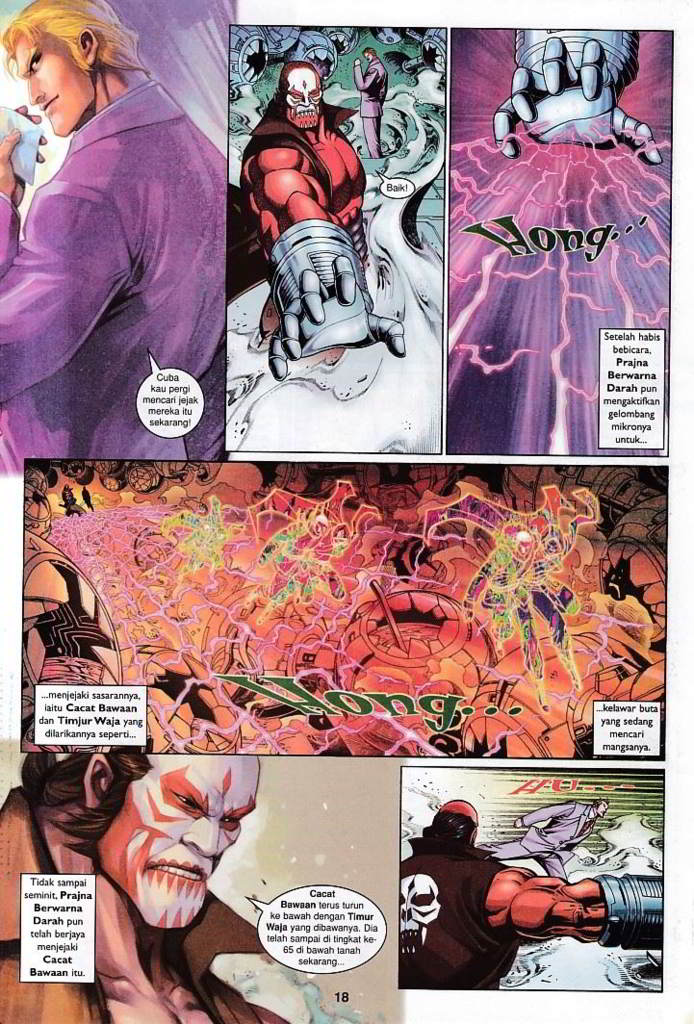 Cuba
kau pergi
mencari jejak
mereka itu
sekarang!
Baik!
Hong...
Setelah habis
bebicara,
Prajna
Berwarna
Darah pun
mengaktifkan
gelombang
mikronya
untuk...
...menjejaki sasarannya,
iaitu Cacat Bawaan
dan Timjur Waja yang
dilarikannya seperti...
Hong...
...kelawar buta
yang sedang
mencari
mangsanya.
Tidak sampai
seminit, Prajna
Berwarna
Darah pun
telah berjaya
menjejaki
Cacat
Bawaan itu.
Cacat
Bawaan terus turun
ke bawah dengan Timur
Waja yang dibawanya. Dia
telah sampai di tingkat ke-
65 di bawah tanah
sekarang...
18